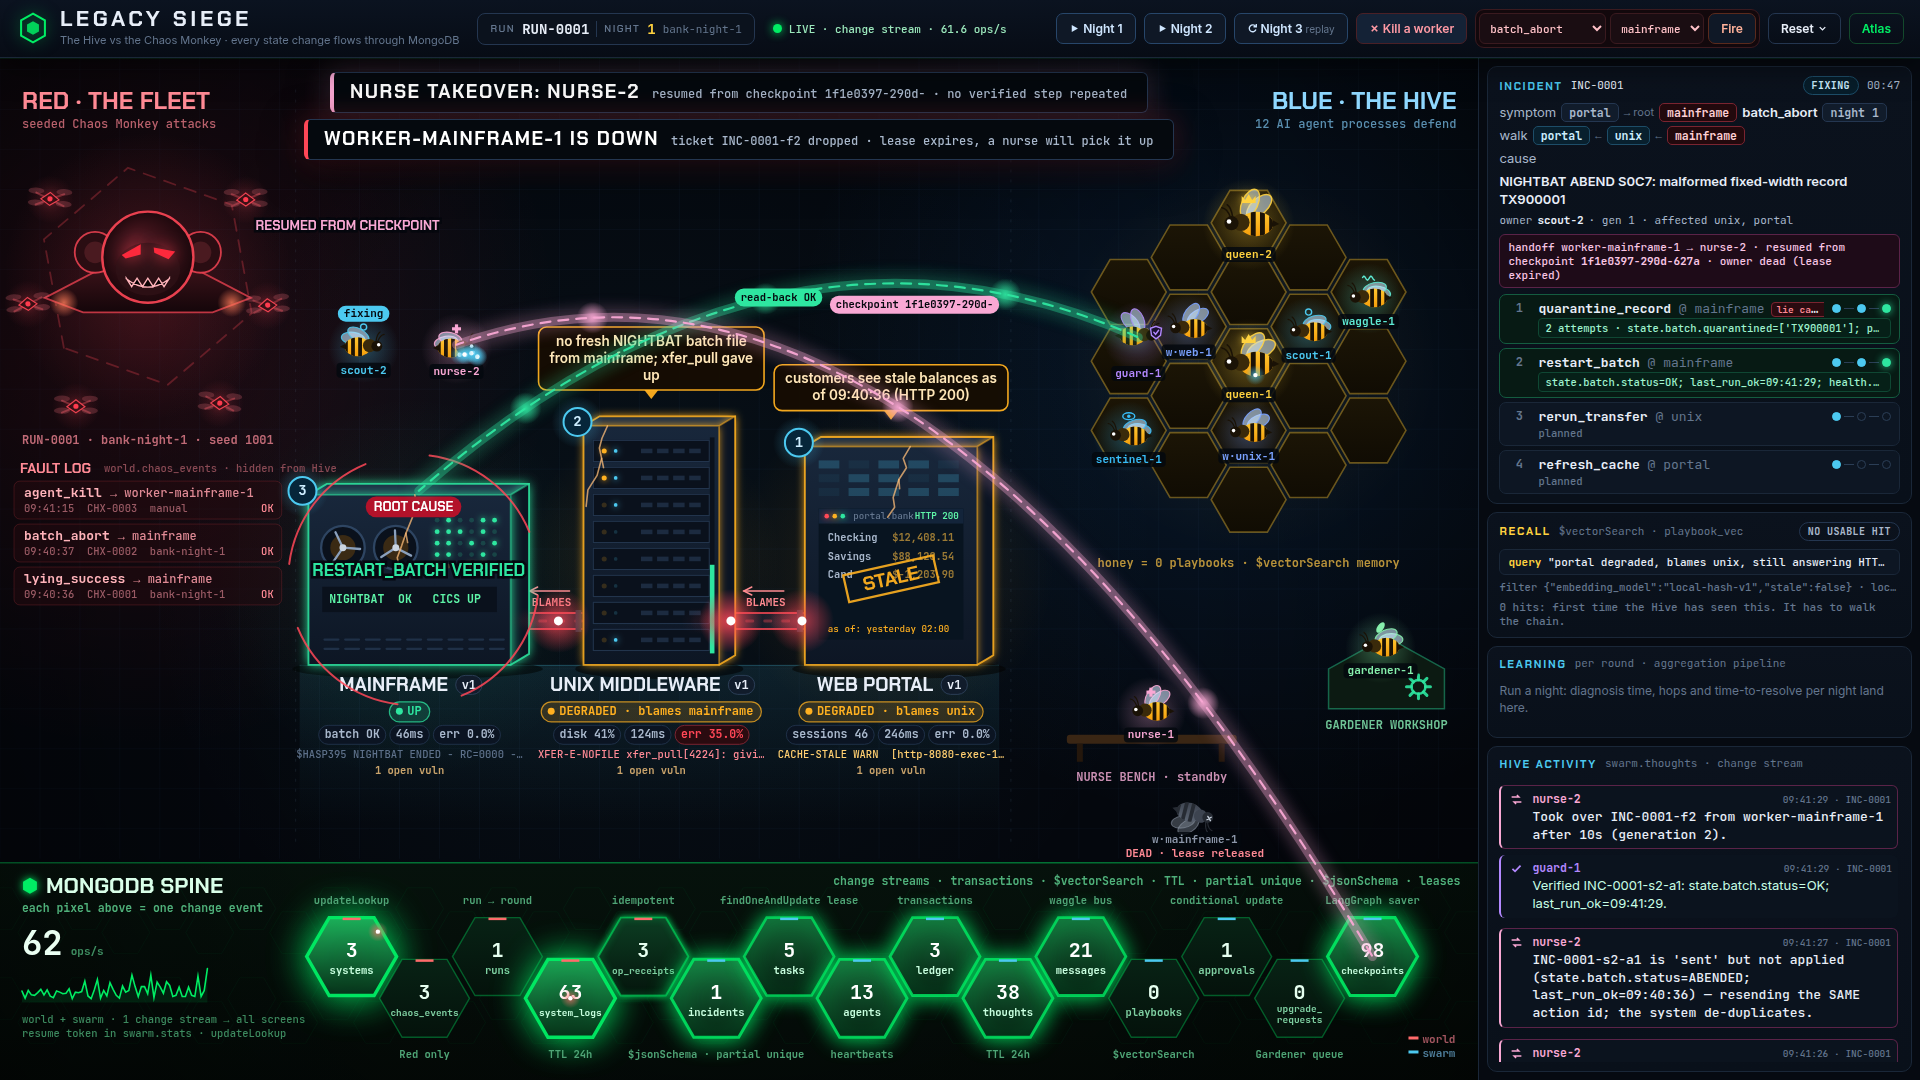 LEGACY SIEGE
The Hive vs the Chaos Monkey · every state change flows through MongoDB
RUN RUN-0001 NIGHT 1 bank-night-1
LIVE · change stream · 61.6 ops/s
Night 1
Night 2
Night 3 replay
× Kill a worker
batch_abort
mainframe
Fire
Reset
Atlas
RED · THE FLEET
seeded Chaos Monkey attacks
NURSE TAKEOVER: NURSE-2 resumed from checkpoint 1f1e0397-290d- · no verified step repeated
WORKER-MAINFRAME-1 IS DOWN ticket INC-0001-f2 dropped · lease expires, a nurse will pick it up
BLUE · THE HIVE
12 AI agent processes defend
RESUMED FROM CHECKPOINT
fixing
scout-2
nurse-2
read-back OK
checkpoint 1f1e0397-290d-
no fresh NIGHTBAT batch file
from mainframe; xfer_pull gave
up
customers see stale balances as
of 09:40:36 (HTTP 200)
queen-2
waggle-1
w·web-1
scout-1
guard-1
queen-1
sentinel-1
w·unix-1
honey = 0 playbooks · $vectorSearch memory
RUN-0001 · bank-night-1 · seed 1001
FAULT LOG world.chaos_events · hidden from Hive
agent_kill → worker-mainframe-1
09:41:15 CHX-0003 manual OK
batch_abort → mainframe
09:40:37 CHX-0002 bank-night-1 OK
lying_success → mainframe
09:40:36 CHX-0001 bank-night-1 OK
3
ROOT CAUSE
RESTART_BATCH VERIFIED
NIGHTBAT OK CICS UP
BLAMES
2
BLAMES
1
HTTP 200
Checking $12,408.11
Savings
Card
STALE
as of: yesterday 02:00
MAINFRAME v1
UP
batch OK 46ms err 0.0%
$HASP395 NIGHTBAT ENDED - RC=0000 -…
1 open vuln
UNIX MIDDLEWARE v1
DEGRADED · blames mainframe
disk 41% 124ms err 35.0%
XFER-E-NOFILE xfer_pull[4224]: givi…
1 open vuln
WEB PORTAL v1
DEGRADED · blames unix
sessions 46 246ms err 0.0%
CACHE-STALE WARN [http-8080-exec-1…
1 open vuln
gardener-1
GARDENER WORKSHOP
nurse-1
NURSE BENCH · standby
w·mainframe-1
DEAD · lease released
MONGODB SPINE
each pixel above = one change event
62 ops/s
world + swarm · 1 change stream → all screens
resume token in swarm.stats · updateLookup
change streams · transactions · $vectorSearch · TTL · partial unique · $jsonSchema · leases
updateLookup
3
systems
3
chaos_events
Red only
run → round
1
runs
63
system_logs
TTL 24h
idempotent
3
op_receipts
1
incidents
$jsonSchema · partial unique
findOneAndUpdate lease
5
tasks
13
agents
heartbeats
transactions
3
ledger
38
thoughts
TTL 24h
waggle bus
21
messages
0
playbooks
$vectorSearch
conditional update
1
approvals
0
upgrade_
requests
Gardener queue
LangGraph saver
98
checkpoints
world
swarm
INCIDENT INC-0001 FIXING 00:47
symptom portal →root mainframe batch_abort night 1
walk portal ← unix ← mainframe
cause
NIGHTBAT ABEND S0C7: malformed fixed-width record
TX900001
owner scout-2 · gen 1 · affected unix, portal
handoff worker-mainframe-1 → nurse-2 · resumed from
checkpoint 1f1e0397-290d-627a · owner dead (lease
expired)
1 quarantine_record @ mainframe lie ca…
2 attempts · state.batch.quarantined=['TX900001']; p…
2 restart_batch @ mainframe
state.batch.status=OK; last_run_ok=09:41:29; health.…
3 rerun_transfer @ unix
planned
4 refresh_cache @ portal
planned
RECALL $vectorSearch · playbook_vec NO USABLE HIT
query "portal degraded, blames unix, still answering HTT…
filter {"embedding_model":"local-hash-v1","stale":false} · loc…
0 hits: first time the Hive has seen this. It has to walk
the chain.
LEARNING per round · aggregation pipeline
Run a night: diagnosis time, hops and time-to-resolve per night land
here.
HIVE ACTIVITY swarm.thoughts · change stream
nurse-2 09:41:29 · INC-0001
Took over INC-0001-f2 from worker-mainframe-1
after 10s (generation 2).
guard-1 09:41:29 · INC-0001
Verified INC-0001-s2-a1: state.batch.status=OK;
last_run_ok=09:41:29.
nurse-2 09:41:27 · INC-0001
INC-0001-s2-a1 is 'sent' but not applied
(state.batch.status=ABENDED;
last_run_ok=09:40:36) — resending the SAME
action id; the system de-duplicates.
nurse-2 09:41:26 · INC-0001